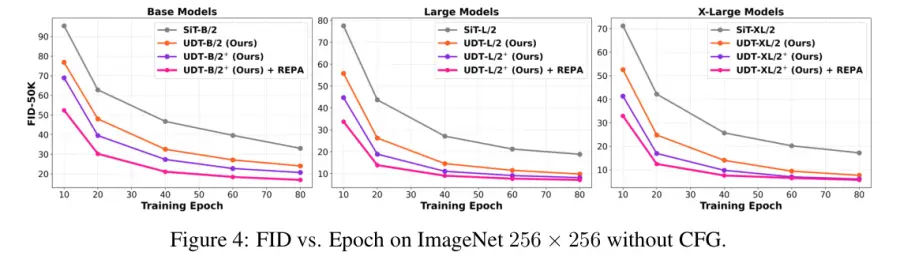 Base Models
Large Models
X-Large Models
FID-50K
90
80
70
60
50
40
30
20
SiT-B/2
UDT-B/2 (Ours)
UDT-B/2⁺ (Ours)
UDT-B/2⁺ (Ours) + REPA
10 20 30 40 50 60 70 80
Training Epoch
80
70
60
50
40
30
20
10
SiT-L/2
UDT-L/2 (Ours)
UDT-L/2⁺ (Ours)
UDT-L/2⁺ (Ours) + REPA
10 20 30 40 50 60 70 80
Training Epoch
70
60
50
40
30
20
10
SiT-XL/2
UDT-XL/2 (Ours)
UDT-XL/2⁺ (Ours)
UDT-XL/2⁺ (Ours) + REPA
10 20 30 40 50 60 70 80
Training Epoch
Figure 4: FID vs. Epoch on ImageNet 256 × 256 without CFG.